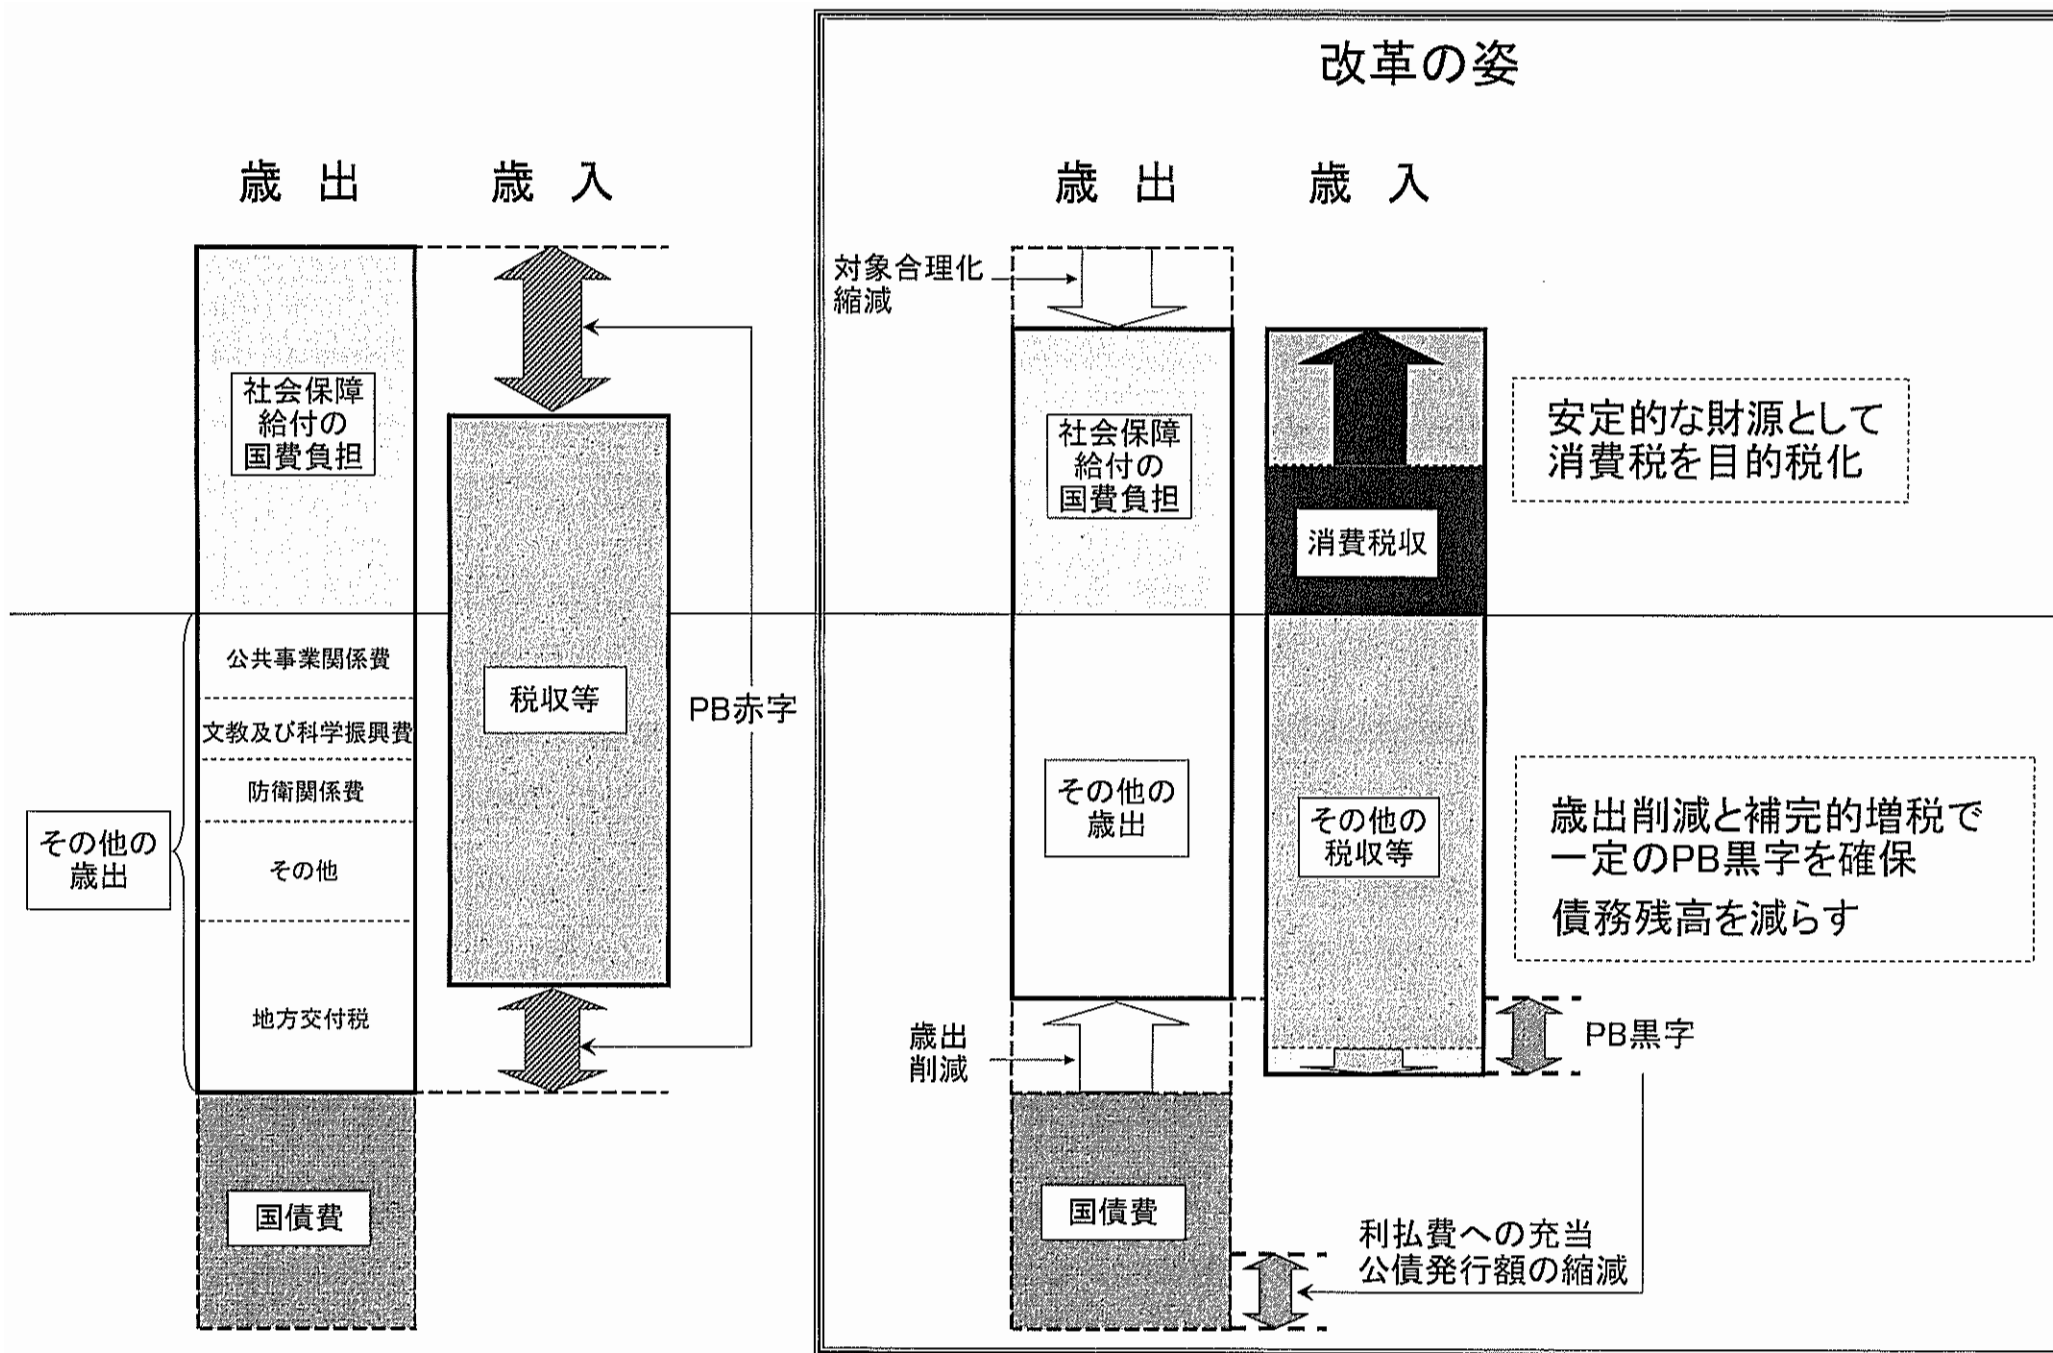 改革の姿
歳出
歳入
社会保障
給付の
国費負担
公共事業関係費
文教及び科学振興費
防衛関係費
その他
地方交付税
その他の
歳出
国債費
税収等
PB赤字
歳出
歳入
対象合理化
縮減
社会保障
給付の
国費負担
消費税収
安定的な財源として
消費税を目的税化
その他の
歳出
その他の
税収等
歳出削減と補完的増税で
一定のPB黒字を確保
債務残高を減らす
歳出
削減
PB黒字
国債費
利払費への充当
公債発行額の縮減